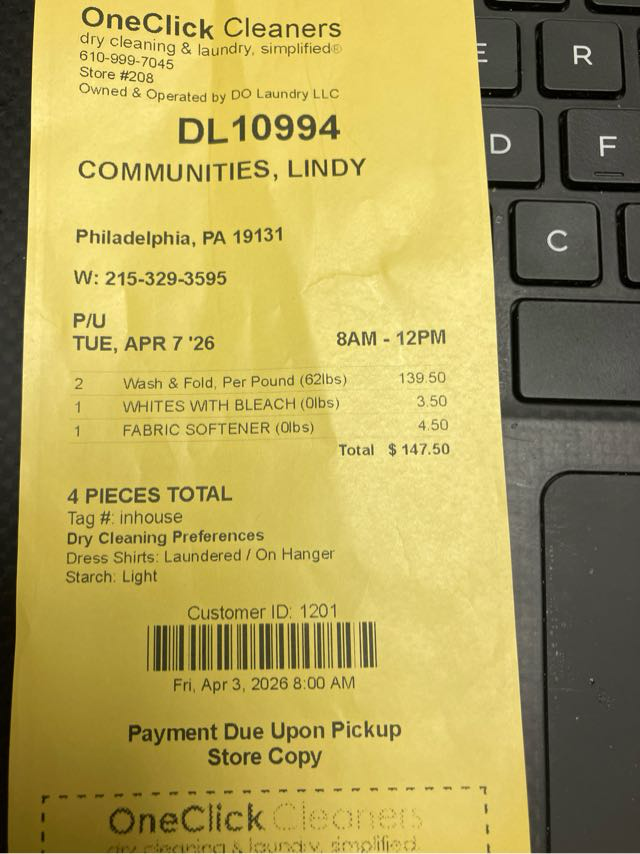 OneClick Cleaners
dry cleaning & laundry, simplified®
610-999-7045
Store #208
Owned & Operated by DO Laundry LLC
DL10994
COMMUNITIES, LINDY
Philadelphia, PA 19131
W: 215-329-3595
P/U
TUE, APR 7 '26 8AM - 12PM
2 Wash & Fold, Per Pound (62lbs) 139.50
1 WHITES WITH BLEACH (0lbs) 3.50
1 FABRIC SOFTENER (0lbs) 4.50
Total $ 147.50
4 PIECES TOTAL
Tag #: inhouse
Dry Cleaning Preferences
Dress Shirts: Laundered / On Hanger
Starch: Light
Customer ID: 1201
Fri, Apr 3, 2026 8:00 AM
Payment Due Upon Pickup
Store Copy
OneClick Cleaners
dry cleaning & laundry, simplified.
E R
D F
C